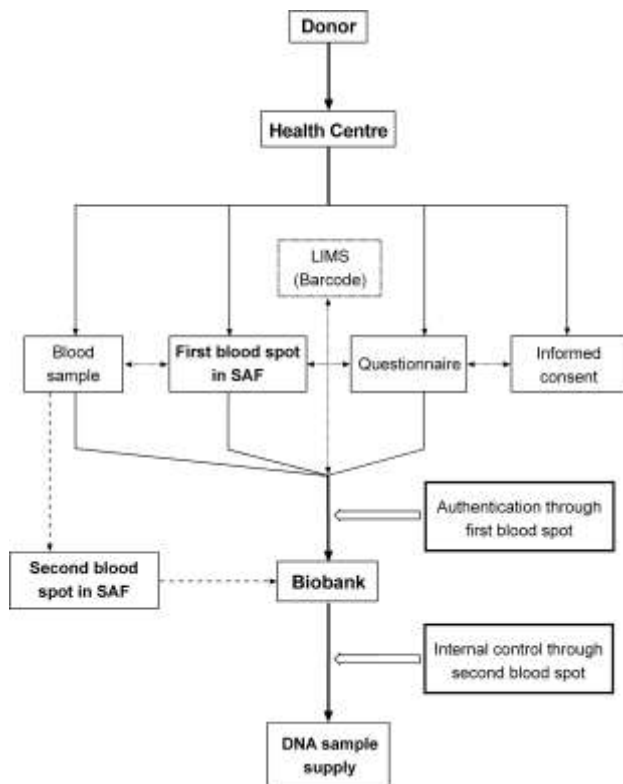 Donor
Health Centre
LIMS
(Barcode)
Blood
sample
First blood spot
in SAF
Questionnaire
Informed
consent
Authentication through
first blood spot
Second blood
spot in SAF
Biobank
Internal control through
second blood spot
DNA sample
supply